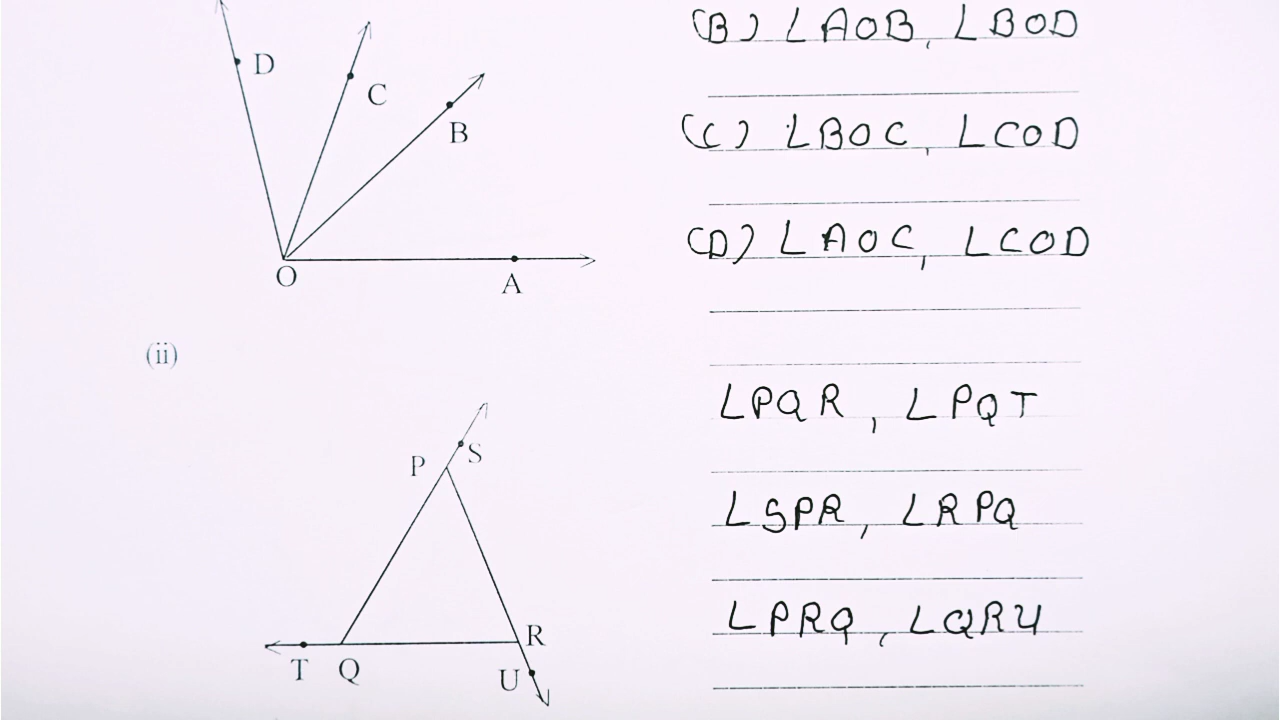 D
C
B
O
A
(B) ∠AOB, ∠BOD
(C) ∠BOC, ∠COD
(D) ∠AOC, ∠COD
(ii)
P
S
T
Q
R
U
∠PQR, ∠PQT
∠SPR, ∠RPQ
∠PRQ, ∠QRU